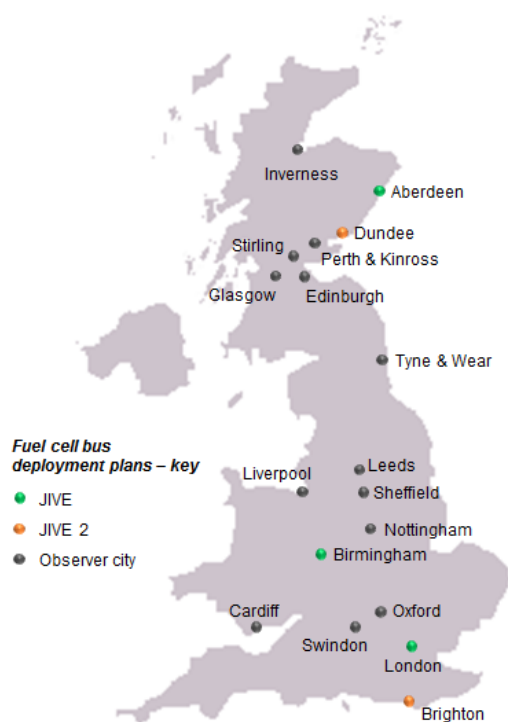 Inverness
Aberdeen
Dundee
Stirling
Perth & Kinross
Glasgow
Edinburgh
Tyne & Wear
Fuel cell bus
deployment plans – key
JIVE
JIVE 2
Observer city
Leeds
Liverpool
Sheffield
Nottingham
Birmingham
Cardiff
Oxford
Swindon
London
Brighton